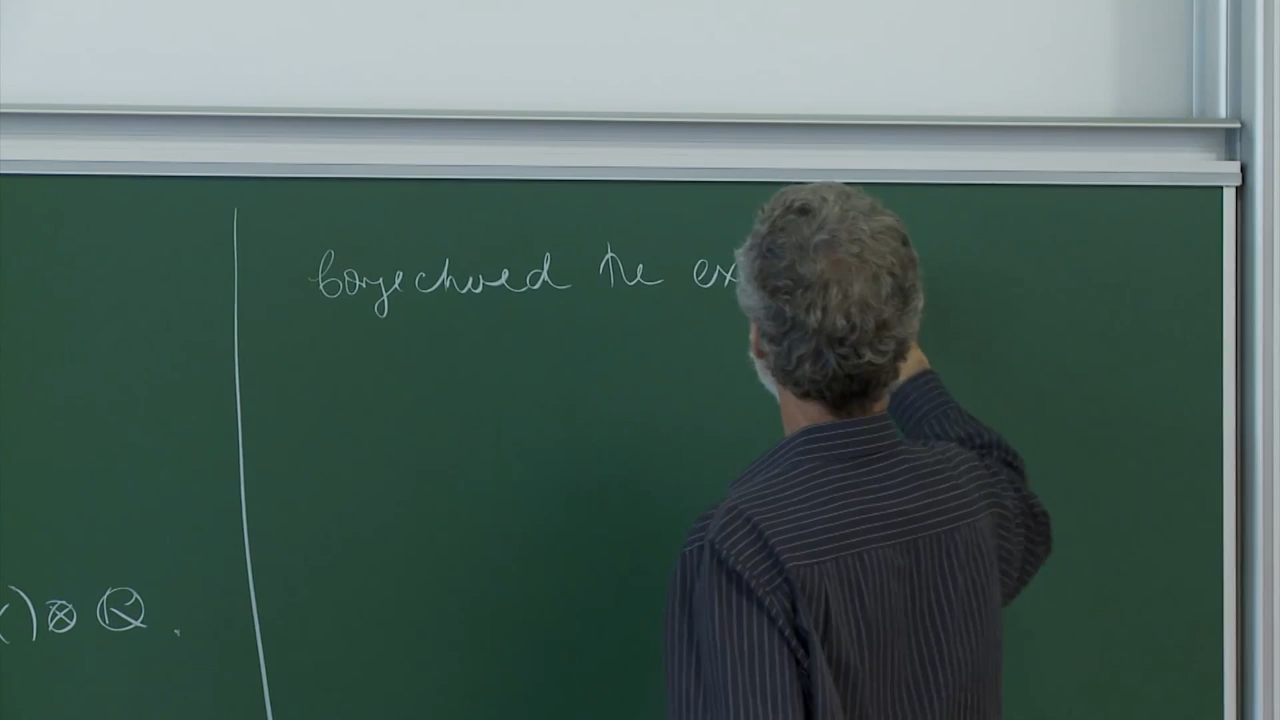 conjectured the ex
) ⊗ Q .